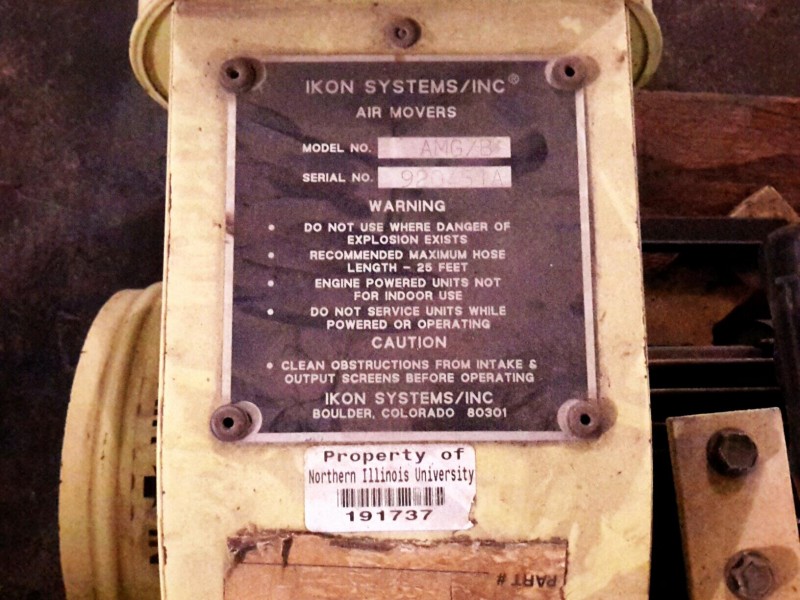 IKON SYSTEMS/INC®
AIR MOVERS
MODEL NO. AMG/B
SERIAL NO.
WARNING
• DO NOT USE WHERE DANGER OF
EXPLOSION EXISTS
• RECOMMENDED MAXIMUM HOSE
LENGTH - 25 FEET
• ENGINE POWERED UNITS NOT
FOR INDOOR USE
• DO NOT SERVICE UNITS WHILE
POWERED OR OPERATING
CAUTION
• CLEAN OBSTRUCTIONS FROM INTAKE &
OUTPUT SCREENS BEFORE OPERATING
IKON SYSTEMS/INC
BOULDER, COLORADO 80301
Property of
Northern Illinois University
191737
PART #